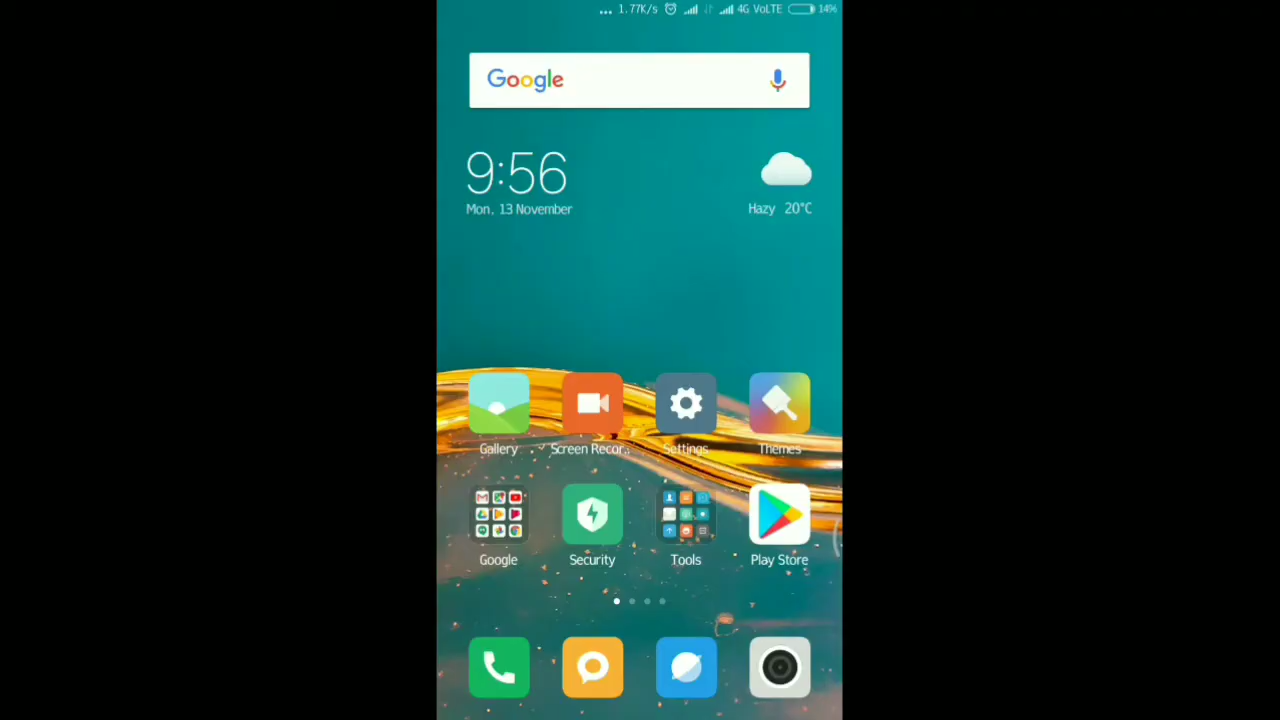 ... 1.77K/s 4G VoLTE 14%
Google
9:56
Mon, 13 November
Hazy 20°C
Gallery Screen Recor.. Settings Themes
Google Security Tools Play Store